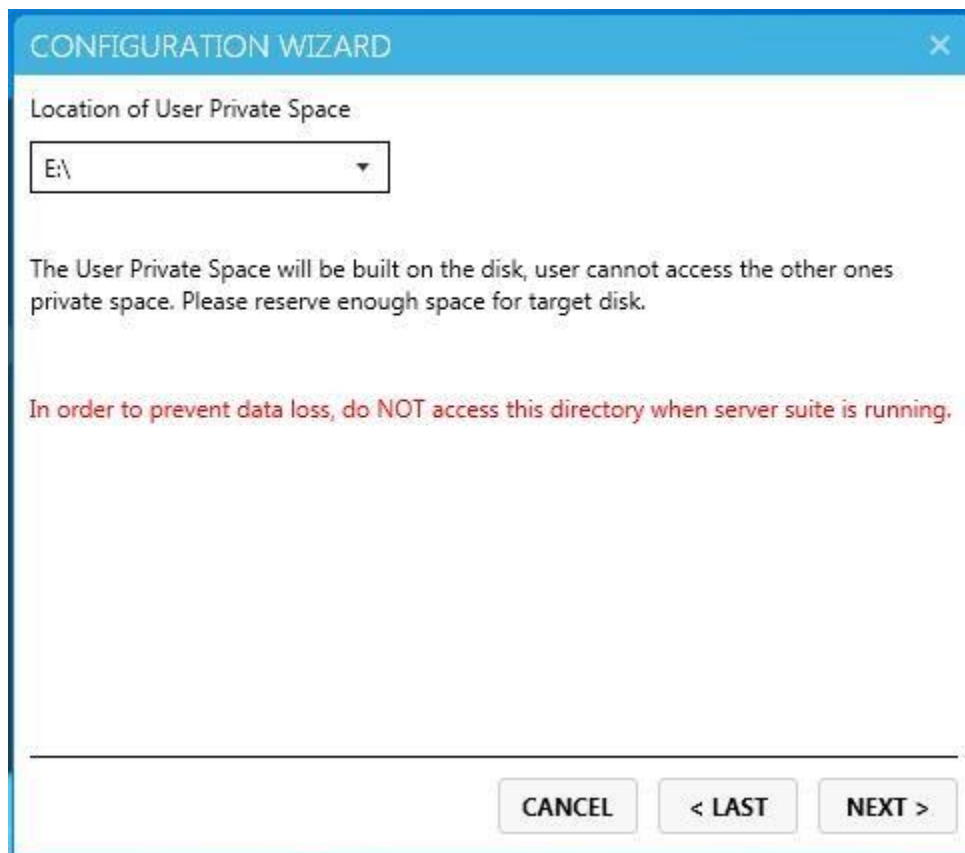 CONFIGURATION WIZARD
Location of User Private Space
E:\
The User Private Space will be built on the disk, user cannot access the other ones
private space. Please reserve enough space for target disk.
In order to prevent data loss, do NOT access this directory when server suite is running.
CANCEL < LAST NEXT >